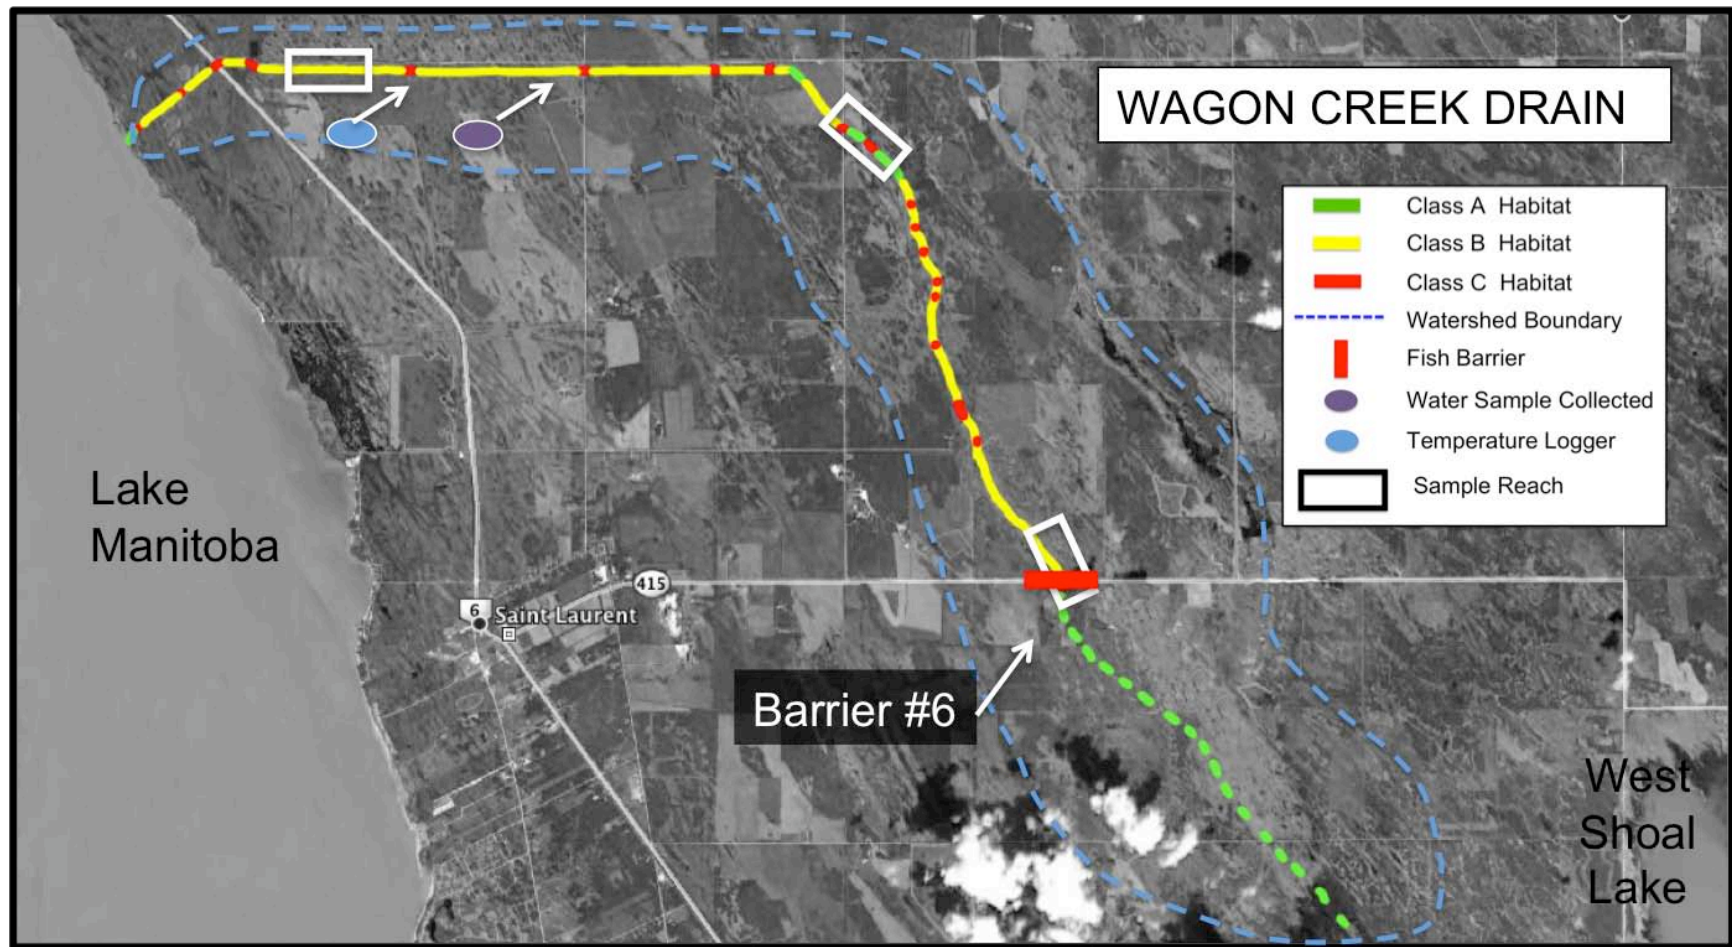 WAGON CREEK DRAIN
Class A Habitat
Class B Habitat
Class C Habitat
Watershed Boundary
Fish Barrier
Water Sample Collected
Temperature Logger
Sample Reach
Lake
Manitoba
415
6
Saint Laurent
Barrier #6
West
Shoal
Lake